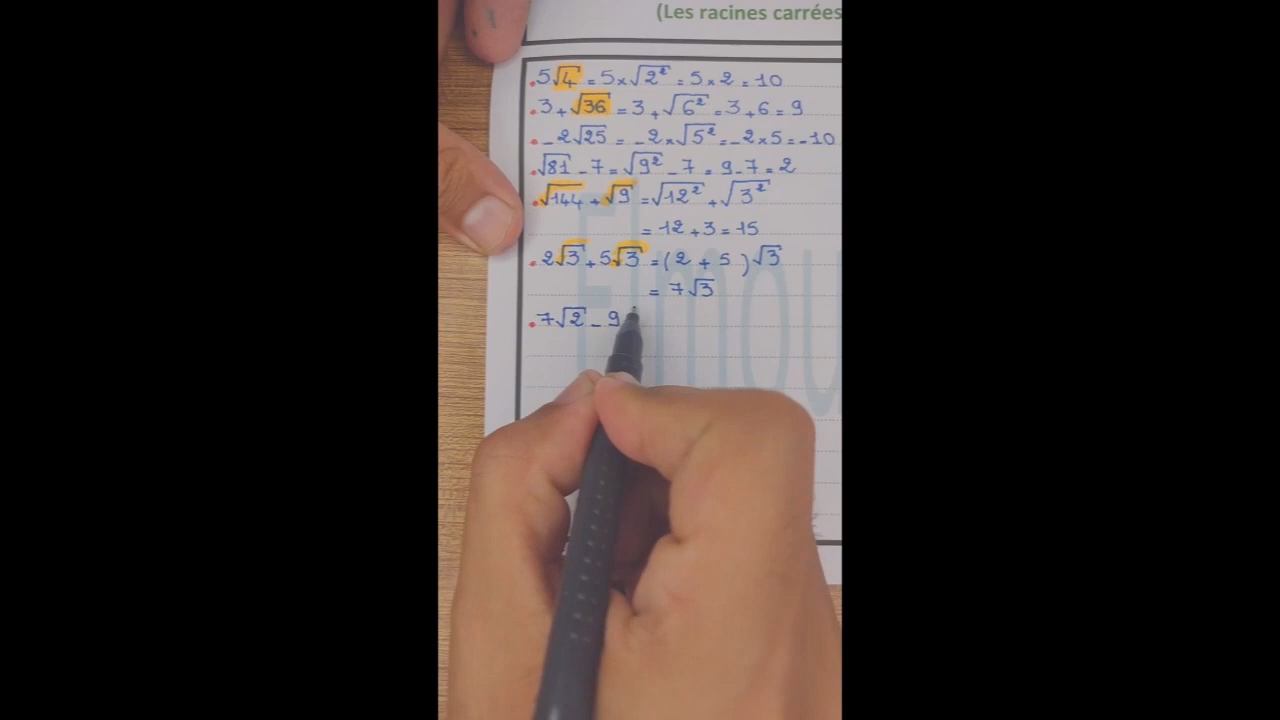 (Les racines carrées
. 5√4 = 5 × √2² = 5 × 2 = 10
. 3 + √36 = 3 + √6² = 3 + 6 = 9
. - 2√25 = - 2 × √5² = - 2 × 5 = - 10
. √81 - 7 = √9² - 7 = 9 - 7 = 2
. √144 + √9 = √12² + √3²
= 12 + 3 = 15
. 2√3 + 5√3 = (2 + 5)√3
= 7√3
. 7√2 - 9
Elmou